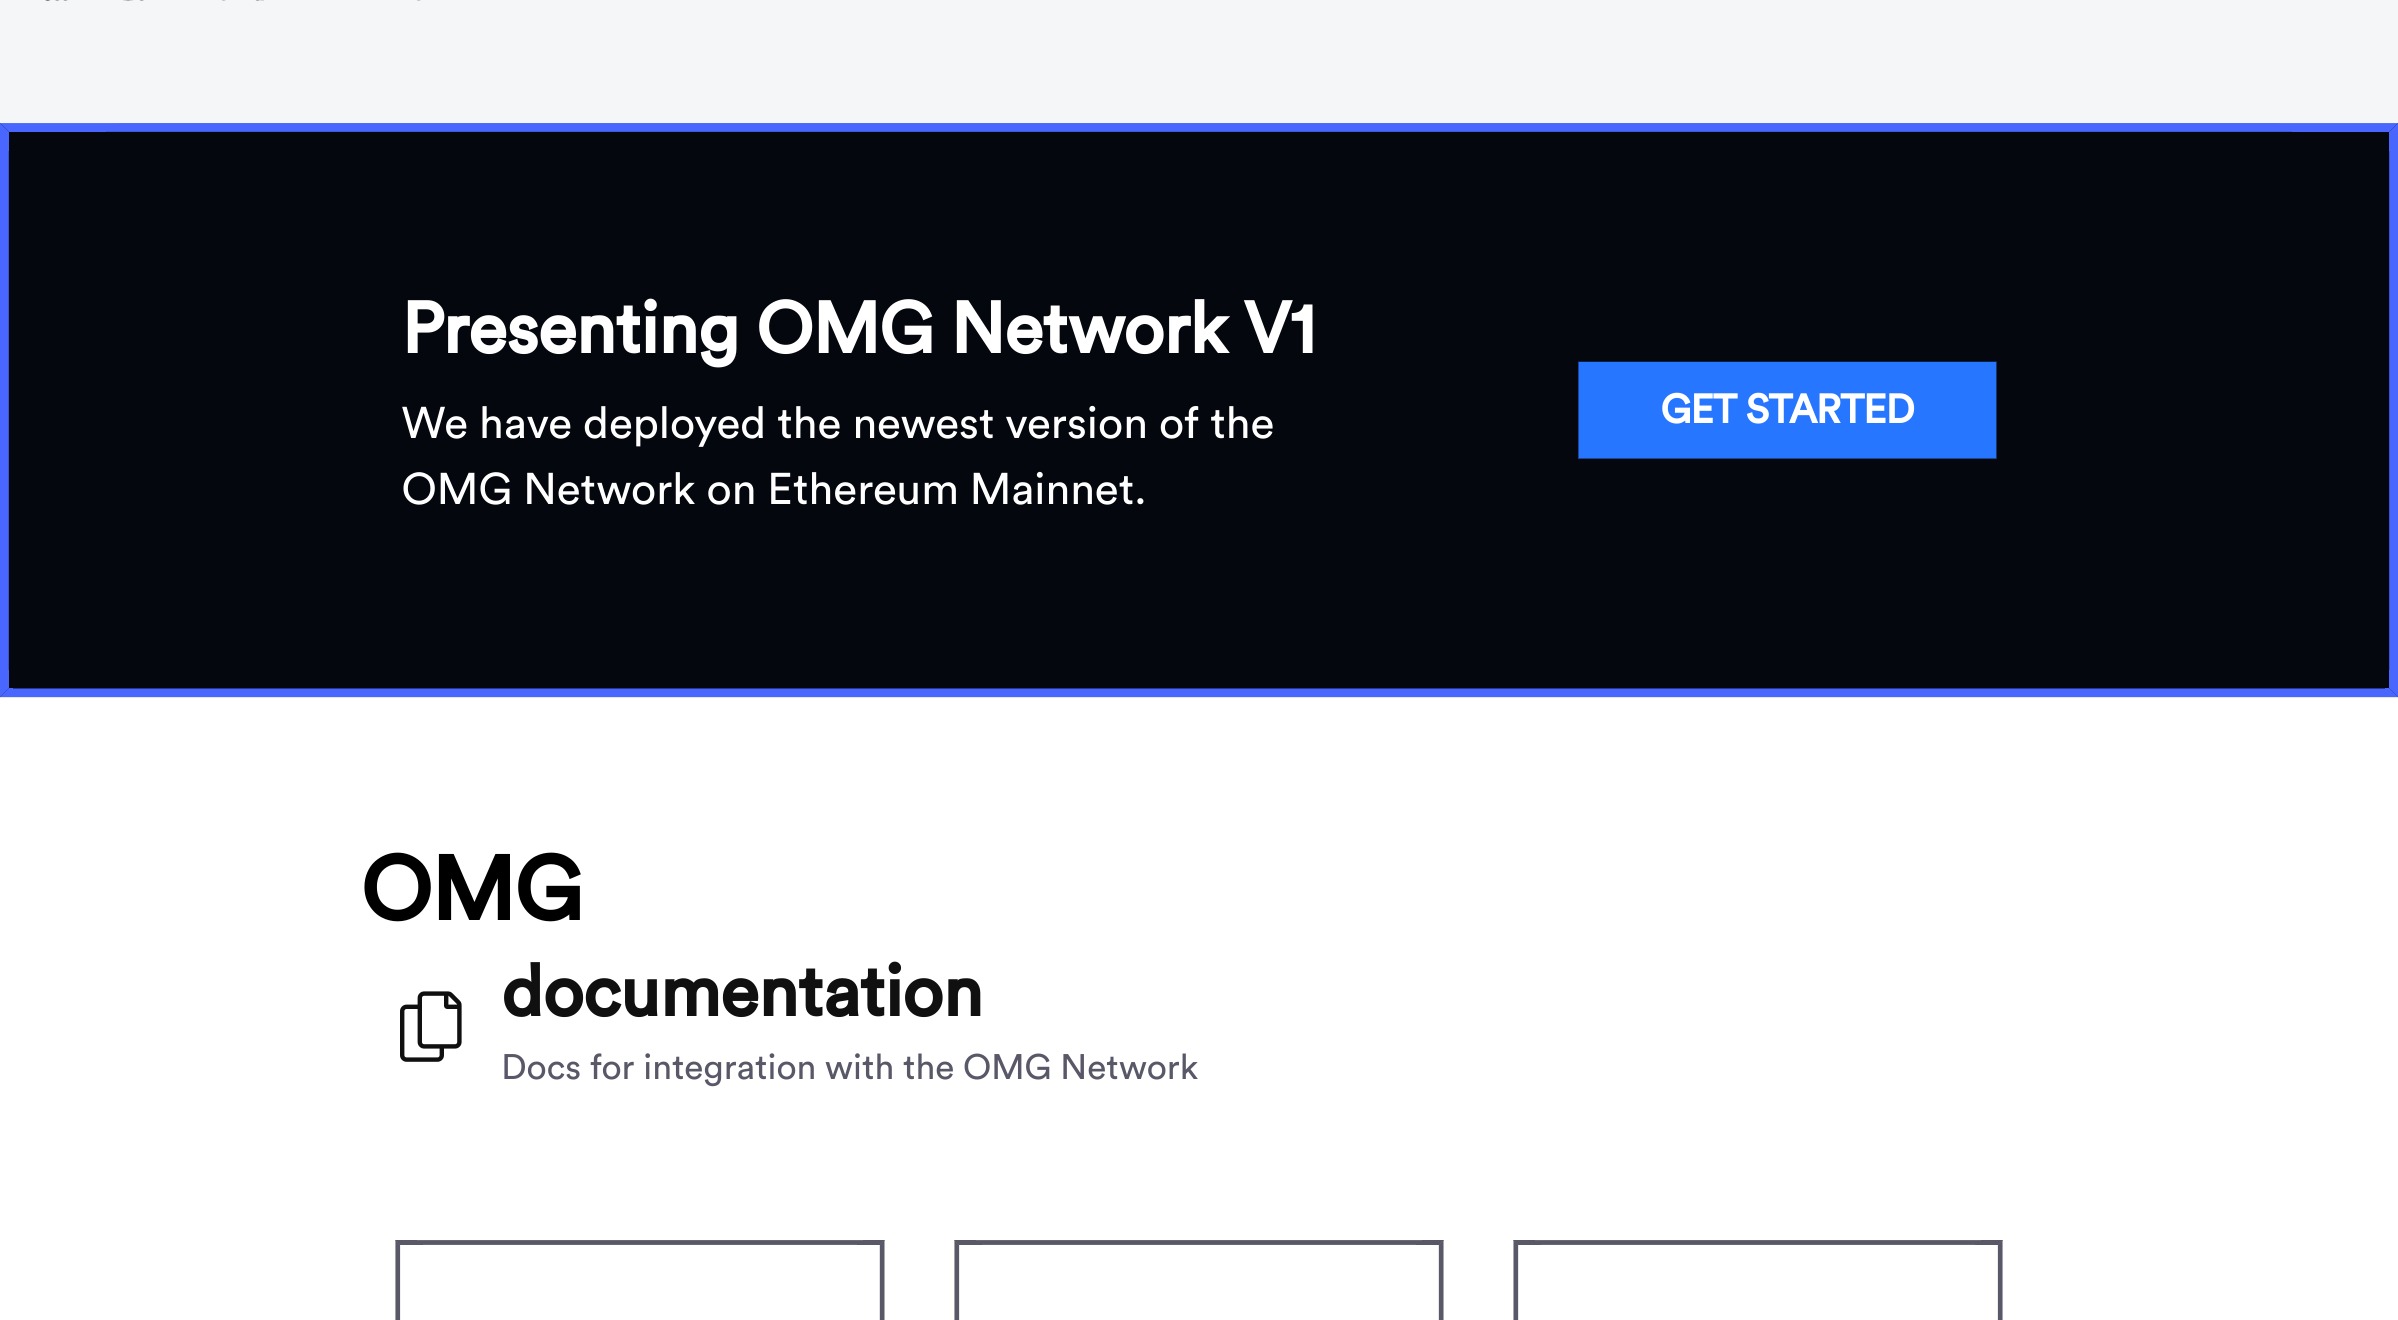 Presenting OMG Network V1
We have deployed the newest version of the
OMG Network on Ethereum Mainnet.
GET STARTED
OMG
documentation
Docs for integration with the OMG Network